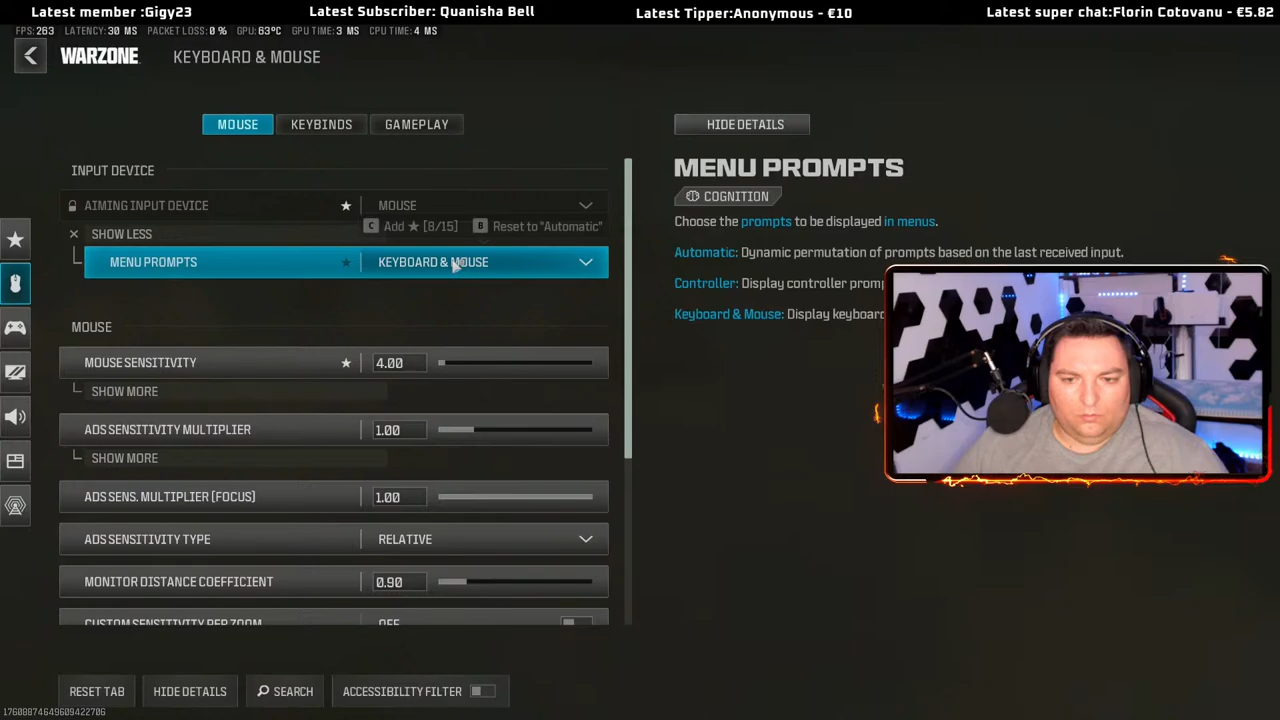 Latest member :Gigy23
Latest Subscriber: Quanisha Bell
Latest Tipper:Anonymous - €10
Latest super chat:Florin Cotovanu - €5.82
FPS:263 LATENCY: 30 MS PACKET LOSS:0 % GPU:63°C GPU TIME: 3 MS CPU TIME: 4 MS
WARZONE
KEYBOARD & MOUSE
MOUSE
KEYBINDS
GAMEPLAY
INPUT DEVICE
AIMING INPUT DEVICE ★ MOUSE
C Add ★ [8/15] B Reset to "Automatic"
SHOW LESS
MENU PROMPTS ★ KEYBOARD & MOUSE
MOUSE
MOUSE SENSITIVITY ★ 4.00
SHOW MORE
ADS SENSITIVITY MULTIPLIER 1.00
SHOW MORE
ADS SENS. MULTIPLIER [FOCUS] 1.00
ADS SENSITIVITY TYPE RELATIVE
MONITOR DISTANCE COEFFICIENT 0.90
CUSTOM SENSITIVITY PER ZOOM OFF
RESET TAB
HIDE DETAILS
SEARCH
ACCESSIBILITY FILTER
17608874649609422706
HIDE DETAILS
MENU PROMPTS
COGNITION
Choose the prompts to be displayed in menus.
Automatic: Dynamic permutation of prompts based on the last received input.
Controller: Display controller
Keyboard & Mouse: Display keyboard